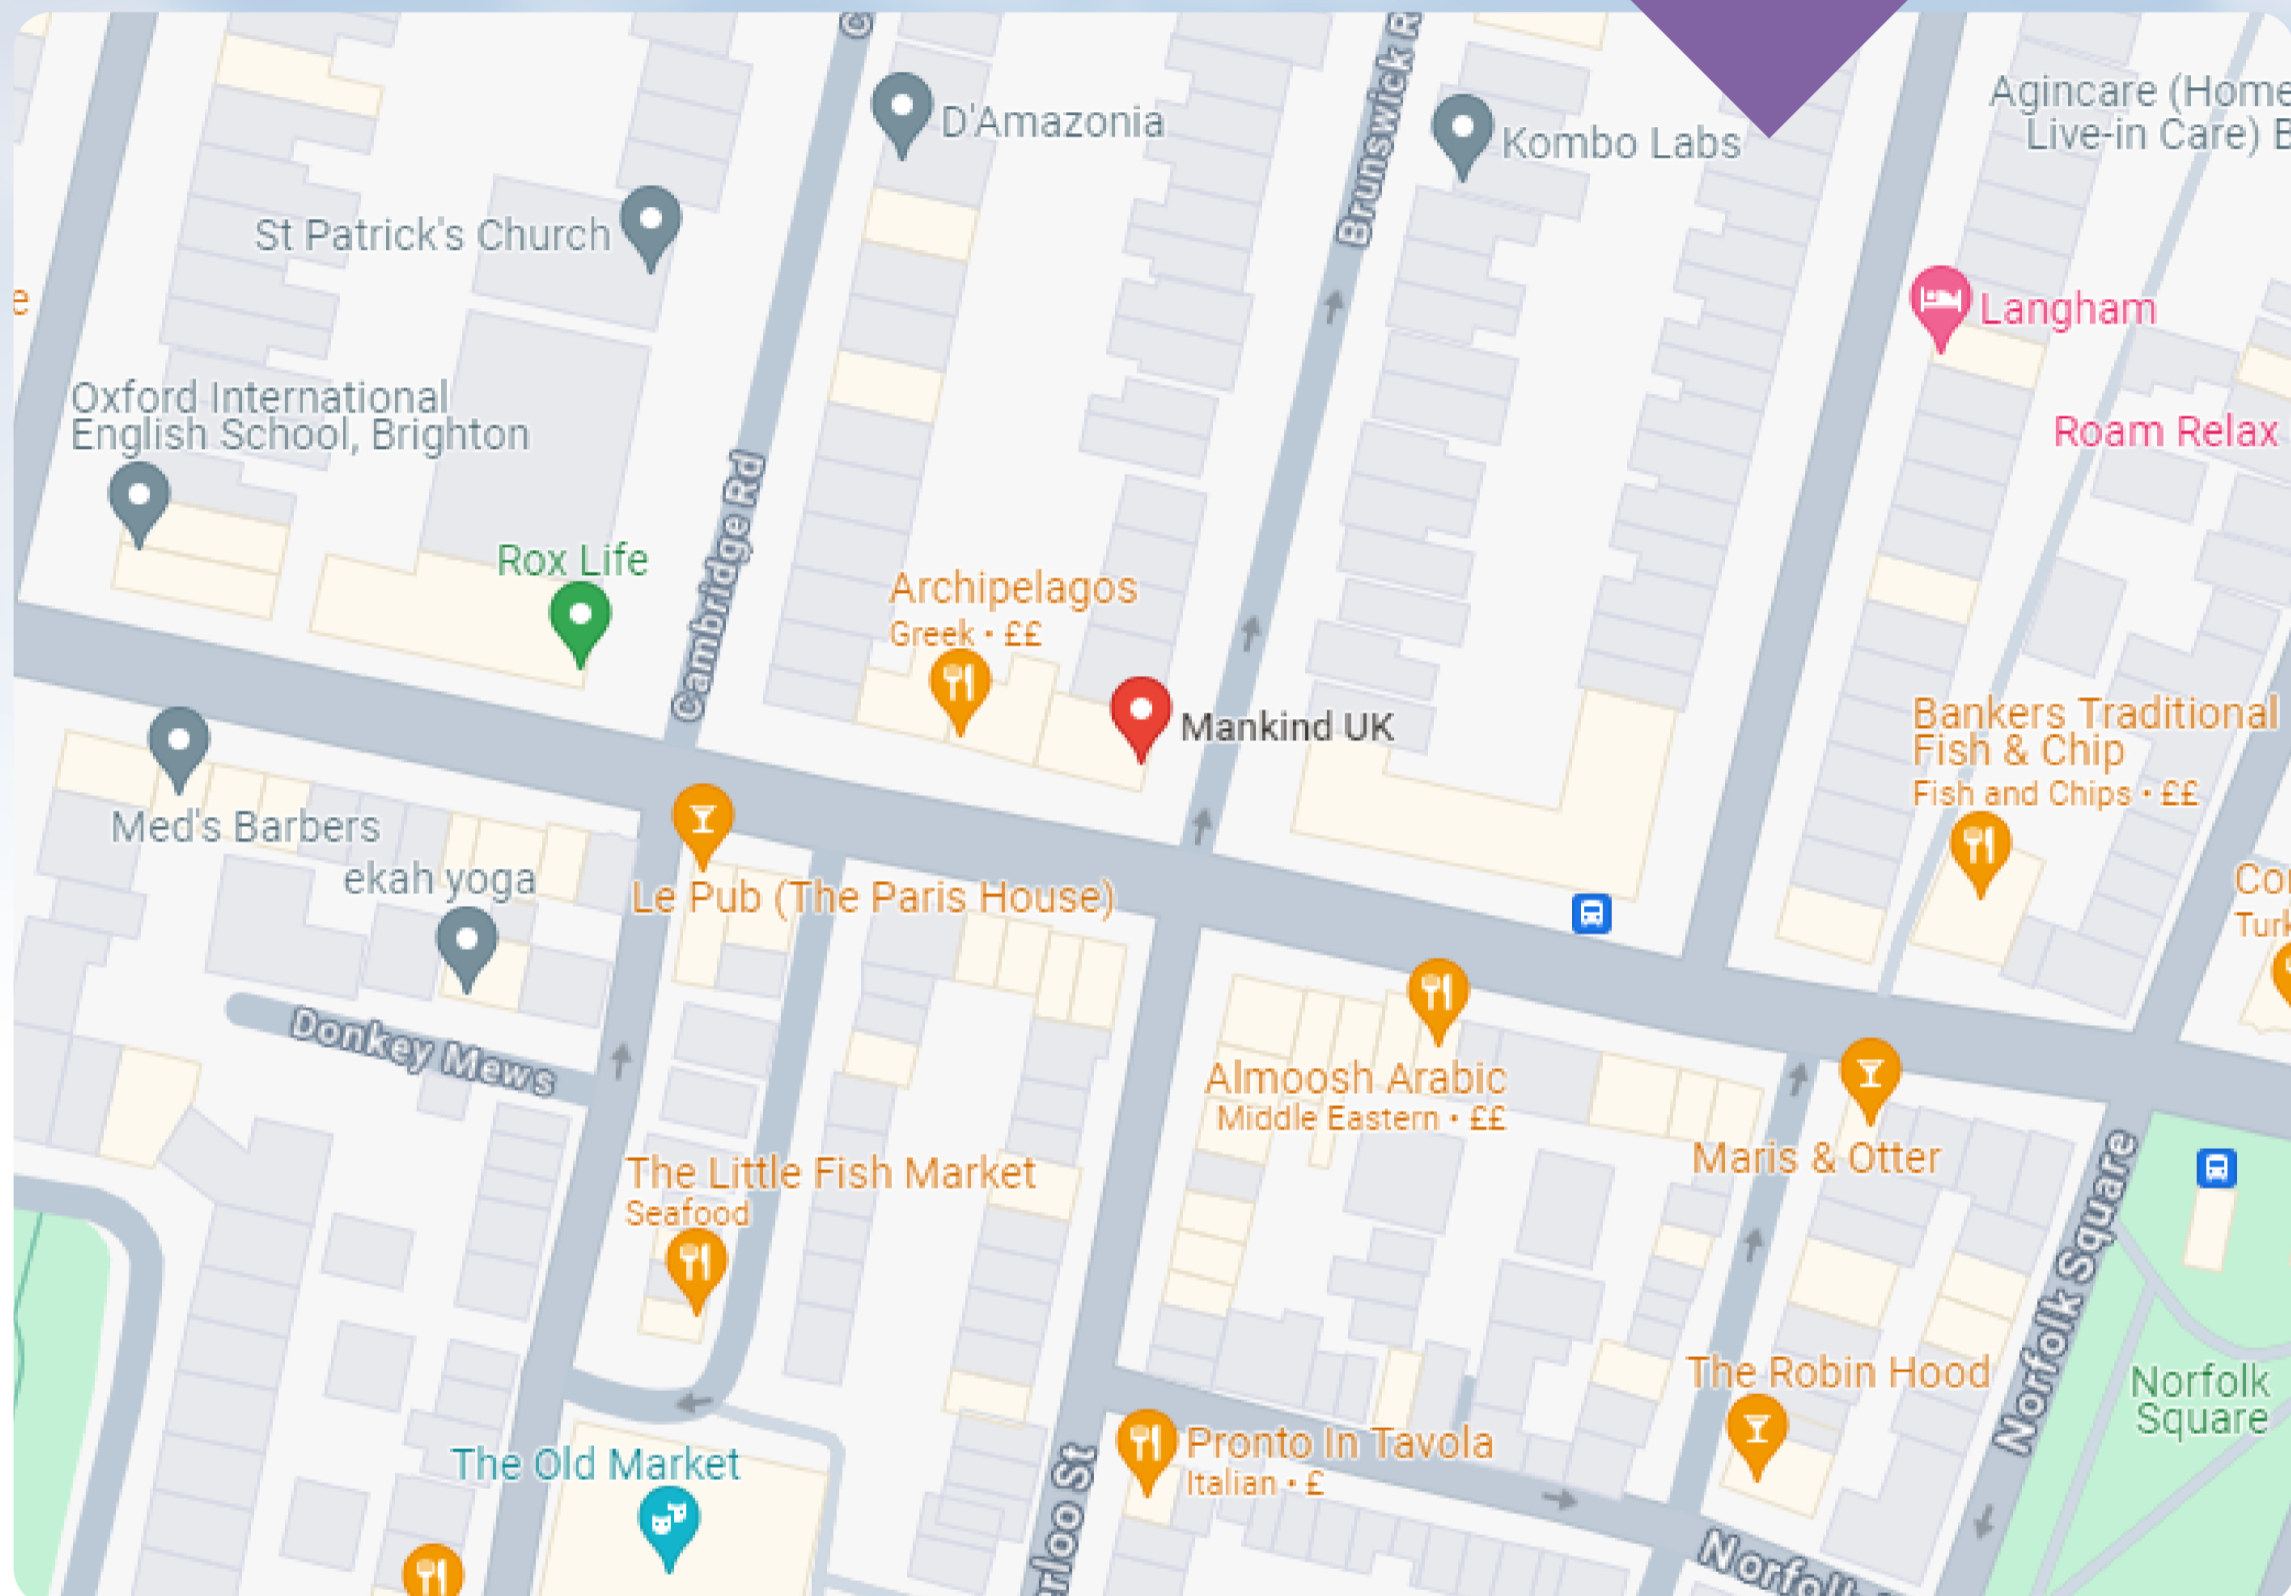 D'Amazonia
Brunswick R
Kombo Labs
Agincare (Home
Live-in Care) B
St Patrick's Church
Langham
Oxford International
English School, Brighton
Roam Relax
Cambridge Rd
Rox Life
Archipelagos
Greek • ££
Mankind UK
Bankers Traditional
Fish & Chip
Fish and Chips • ££
Med's Barbers
ekah yoga
Le Pub (The Paris House)
Donkey Mews
Almoosh Arabic
Middle Eastern • ££
Maris & Otter
The Little Fish Market
Seafood
Norfolk Square
The Robin Hood
Norfolk
Square
Pronto In Tavola
Italian • £
The Old Market
erloo St
Norfolk